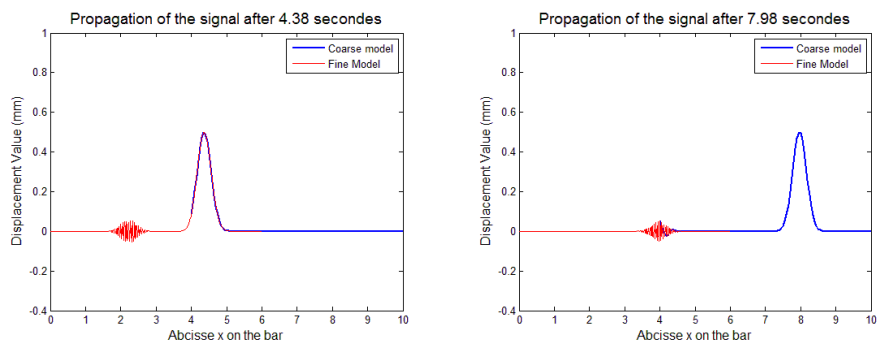 Propagation of the signal after 4.38 secondes
Displacement Value (mm)
1
0.8
0.6
0.4
0.2
0
-0.2
-0.4
Coarse model
Fine Model
0 1 2 3 4 5 6 7 8 9 10
Abcisse x on the bar
Propagation of the signal after 7.98 secondes
Displacement Value (mm)
1
0.8
0.6
0.4
0.2
0
-0.2
-0.4
Coarse model
Fine Model
0 1 2 3 4 5 6 7 8 9 10
Abcisse x on the bar